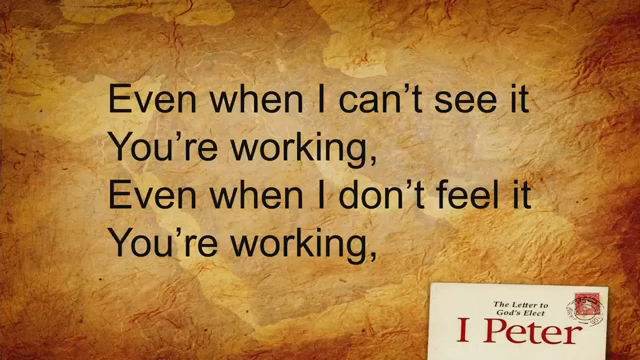 Even when I can’t see it
You’re working,
Even when I don’t feel it
You’re working,
The Letter to
God's Elect
I Peter